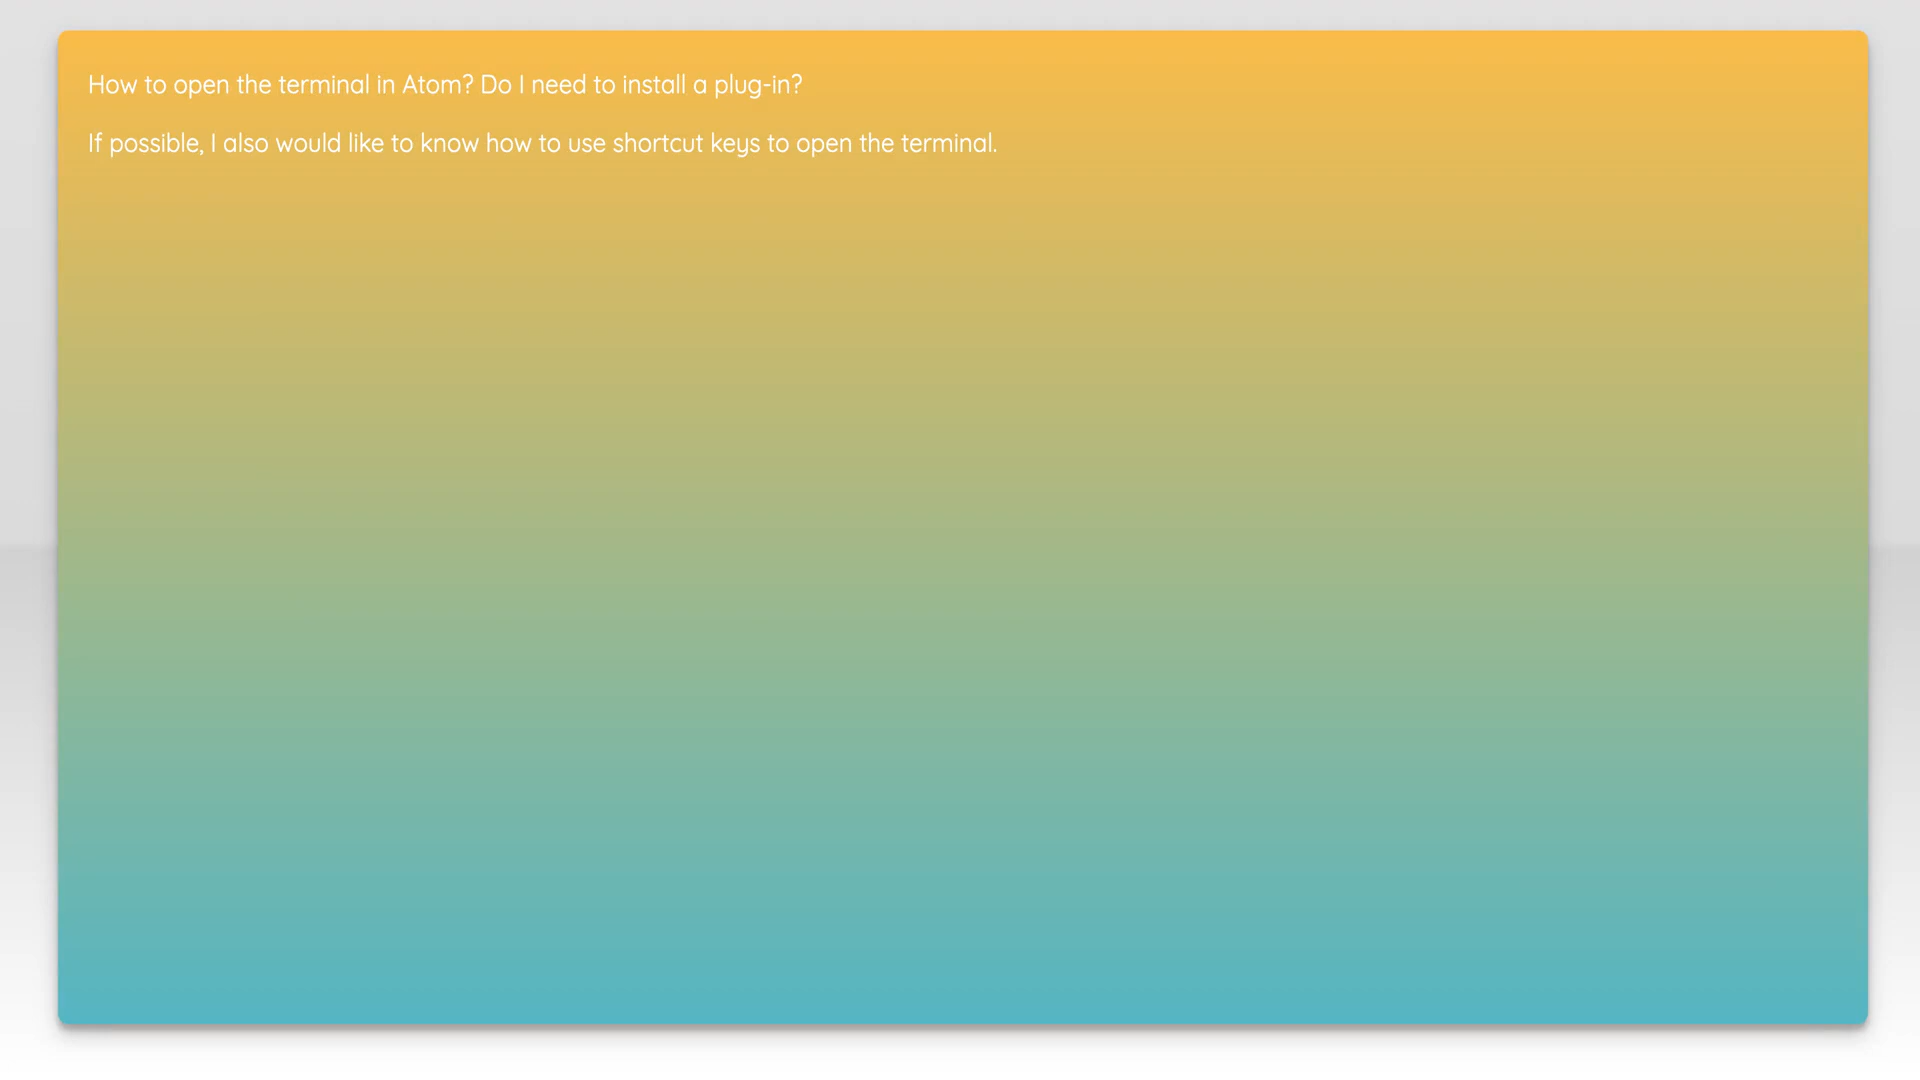 How to open the terminal in Atom? Do I need to install a plug-in?
If possible, I also would like to know how to use shortcut keys to open the terminal.